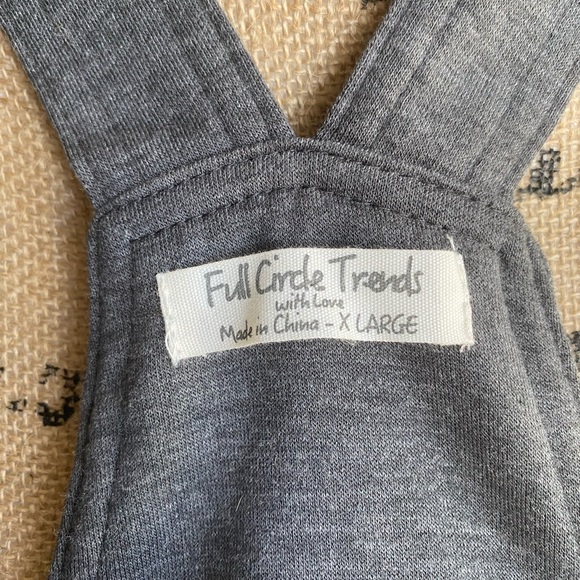 Full Circle Trends
with Love
Made in China - X LARGE